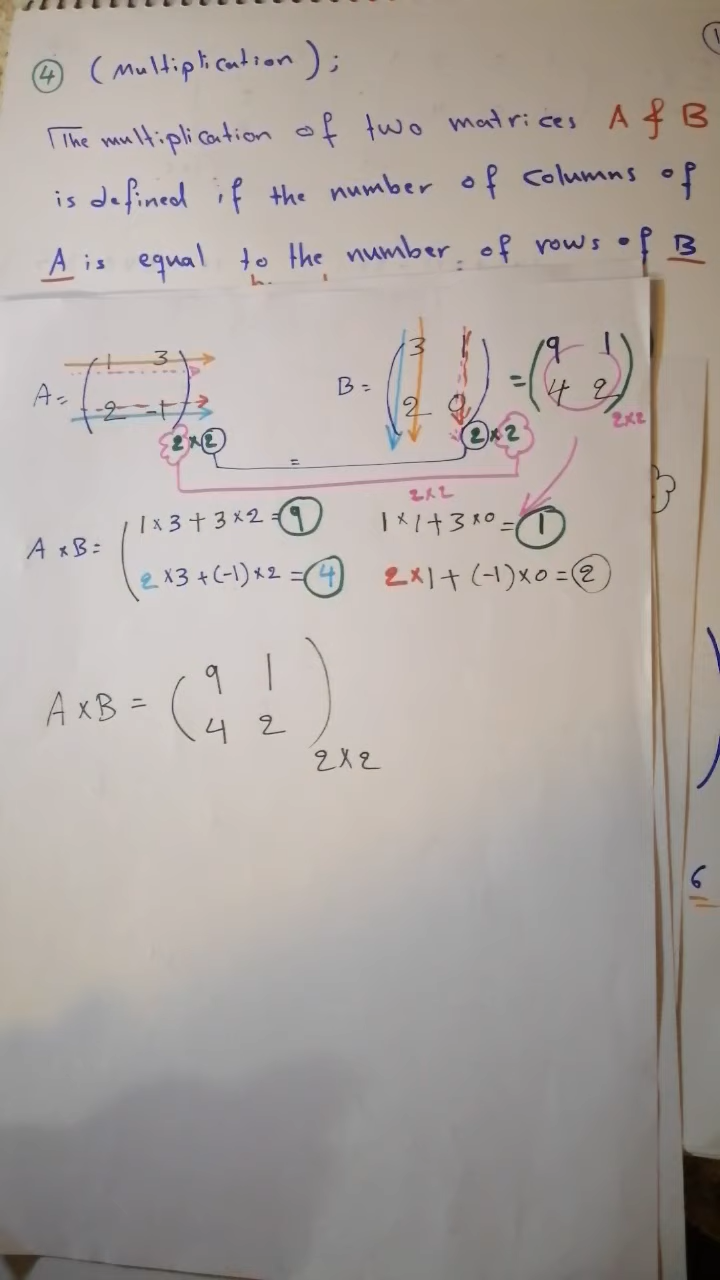 ④ (Multiplication);
The multiplication of two matrices A & B
is defined if the number of columns of
A is equal to the number of rows of B
A = ( 1 3 B = ( 3 1 ) = ( 9 1 )
2 -1 ) 2 0 4 2
2×2 = 2×2 2×2
2×2
A × B = ( 1×3+3×2=9 1×1+3×0=1
2×3+(-1)×2=4 2×1+(-1)×0=2
A×B = ( 9 1 )
4 2
2×2
6